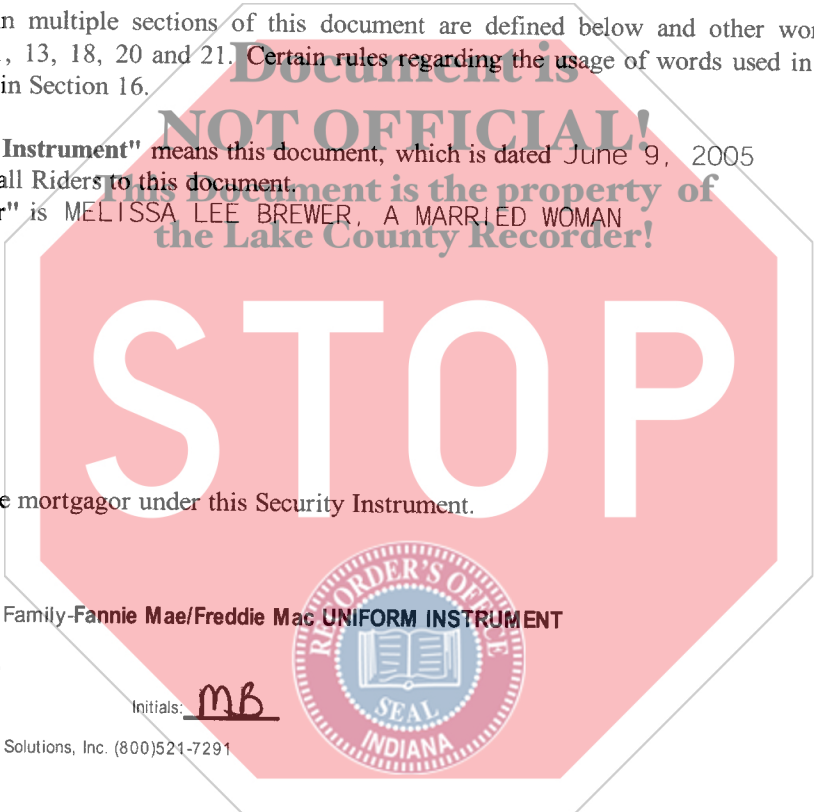 n multiple sections of this document are defined below and other wor
, 13, 18, 20 and 21. Certain rules regarding the usage of words used in
in Section 16.
Document is
NOT OFFICIAL!
This Document is the property of
the Lake County Recorder!
Instrument" means this document, which is dated June 9, 2005
all Riders to this document.
r" is MELISSA LEE BREWER, A MARRIED WOMAN
STOP
e mortgagor under this Security Instrument.
Family-Fannie Mae/Freddie Mac UNIFORM INSTRUMENT
RECORDER'S OFFICE
SEAL
INDIANA
Initials: MB
Solutions, Inc. (800)521-7291